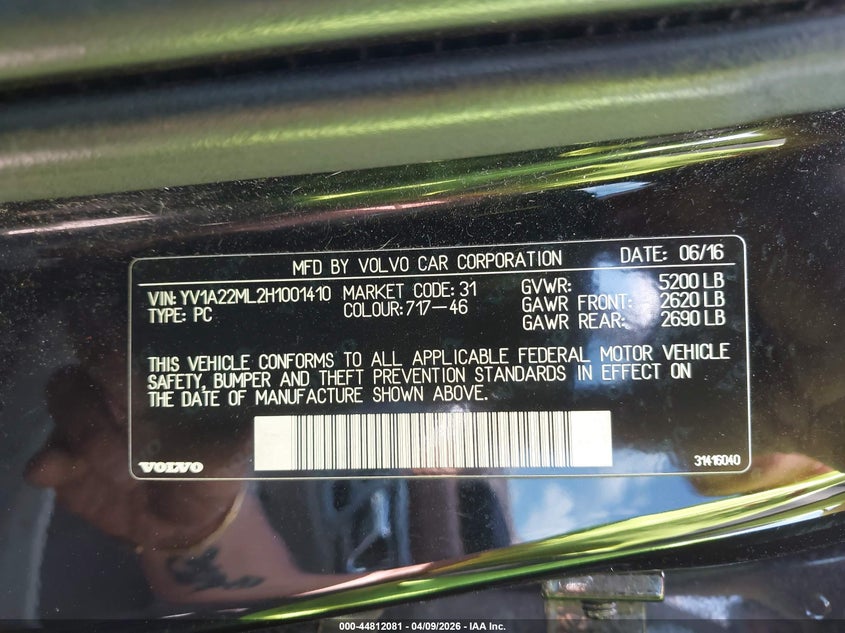 MFD BY VOLVO CAR CORPORATION DATE: 06/16
VIN: YV1A22ML2H1001410 MARKET CODE: 31 GVWR: 5200 LB
TYPE: PC COLOUR: 717-46 GAWR FRONT: 2620 LB
GAWR REAR: 2690 LB
THIS VEHICLE CONFORMS TO ALL APPLICABLE FEDERAL MOTOR VEHICLE
SAFETY, BUMPER AND THEFT PREVENTION STANDARDS IN EFFECT ON
THE DATE OF MANUFACTURE SHOWN ABOVE.
VOLVO 31416040
000-44812081 - 04/09/2026 - IAA Inc.